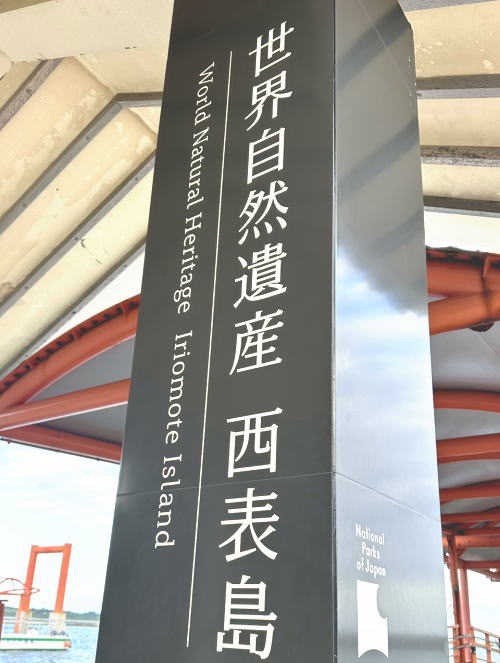 世界自然遺産 西表島
World Natural Heritage Iriomote Island
National
Parks
of Japan